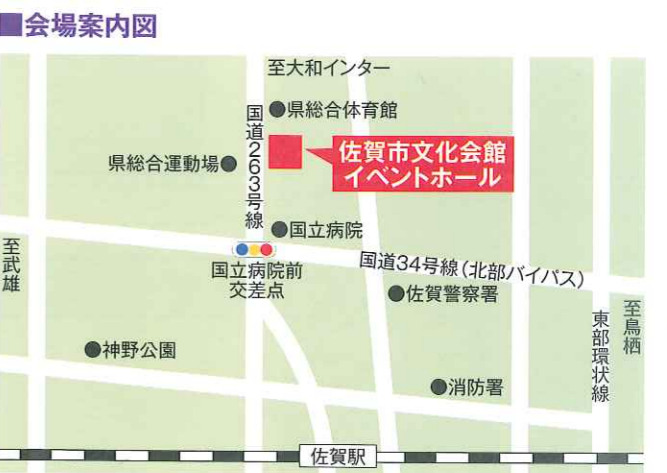 ■会場案内図
至大和インター
●県総合体育館
国道263号線
佐賀市文化会館
イベントホール
県総合運動場●
●国立病院
国立病院前
交差点
国道34号線(北部バイパス)
至武雄
●佐賀警察署
至鳥栖
東部環状線
●神野公園
●消防署
佐賀駅